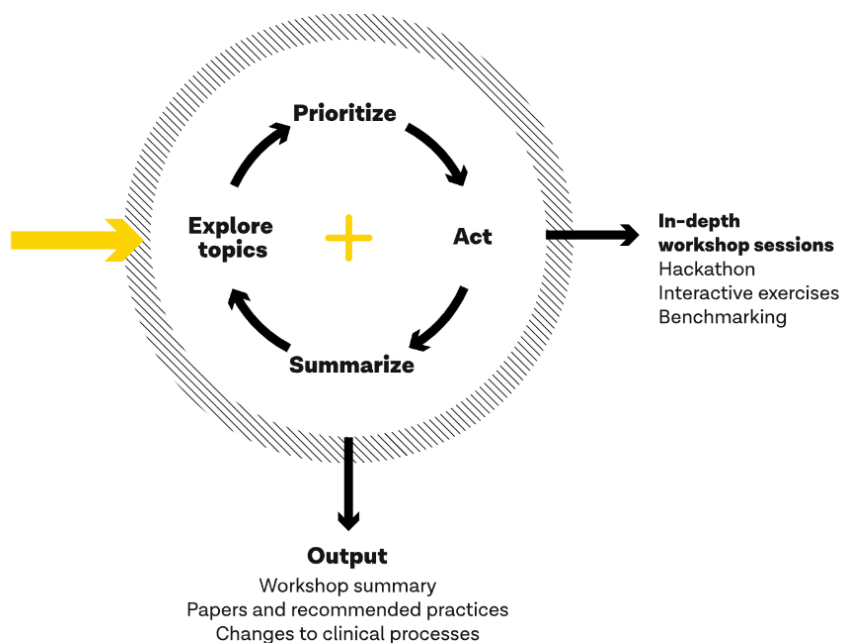 Prioritize
Explore
topics
Act
Summarize
In-depth
workshop sessions
Hackathon
Interactive exercises
Benchmarking
Output
Workshop summary
Papers and recommended practices
Changes to clinical processes